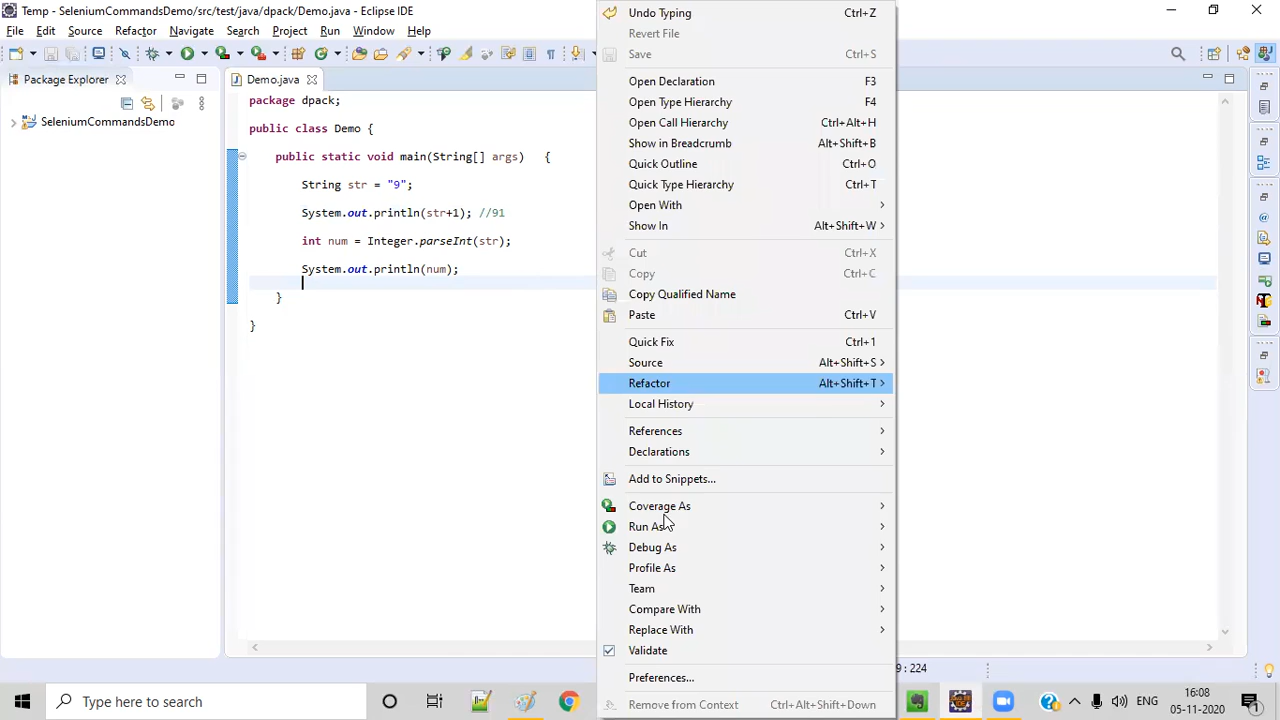 Temp - SeleniumCommandsDemo/src/test/java/dpack/Demo.java - Eclipse IDE
File Edit Source Refactor Navigate Search Project Run Window Help
Package Explorer
SeleniumCommandsDemo
Demo.java
package dpack;
public class Demo {
public static void main(String[] args) {
String str = "9";
System.out.println(str+1); //91
int num = Integer.parseInt(str);
System.out.println(num);
}
}
Undo Typing Ctrl+Z
Revert File
Save Ctrl+S
Open Declaration F3
Open Type Hierarchy F4
Open Call Hierarchy Ctrl+Alt+H
Show in Breadcrumb Alt+Shift+B
Quick Outline Ctrl+O
Quick Type Hierarchy Ctrl+T
Open With
Show In Alt+Shift+W
Cut Ctrl+X
Copy Ctrl+C
Copy Qualified Name
Paste Ctrl+V
Quick Fix Ctrl+1
Source Alt+Shift+S
Refactor Alt+Shift+T
Local History
References
Declarations
Add to Snippets...
Coverage As
Run As
Debug As
Profile As
Team
Compare With
Replace With
Validate
Preferences...
Remove from Context Ctrl+Alt+Shift+Down
9 : 224
Type here to search
ENG
16:08
05-11-2020